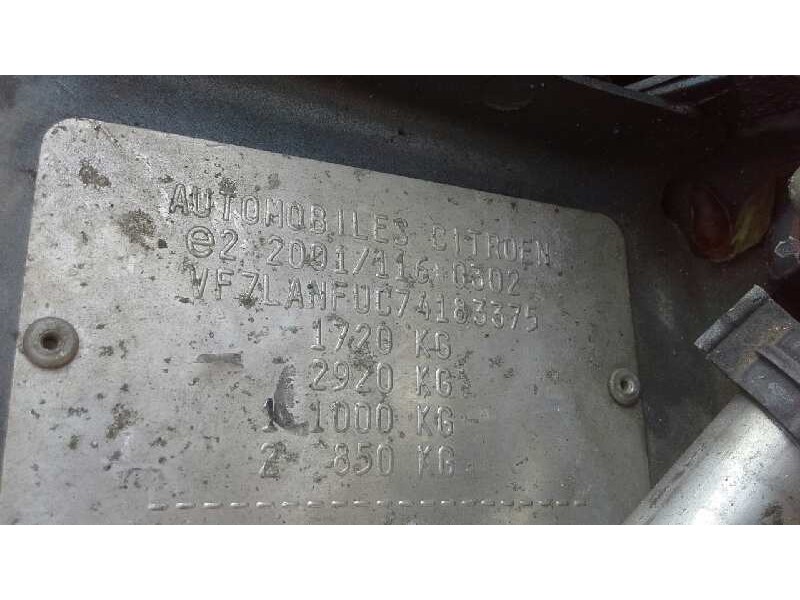 AUTOMOBILES CITROEN
e2 2001/116*0302
VF7LANFUC74183375
1720 KG
2920 KG
1 1000 KG
2 850 KG